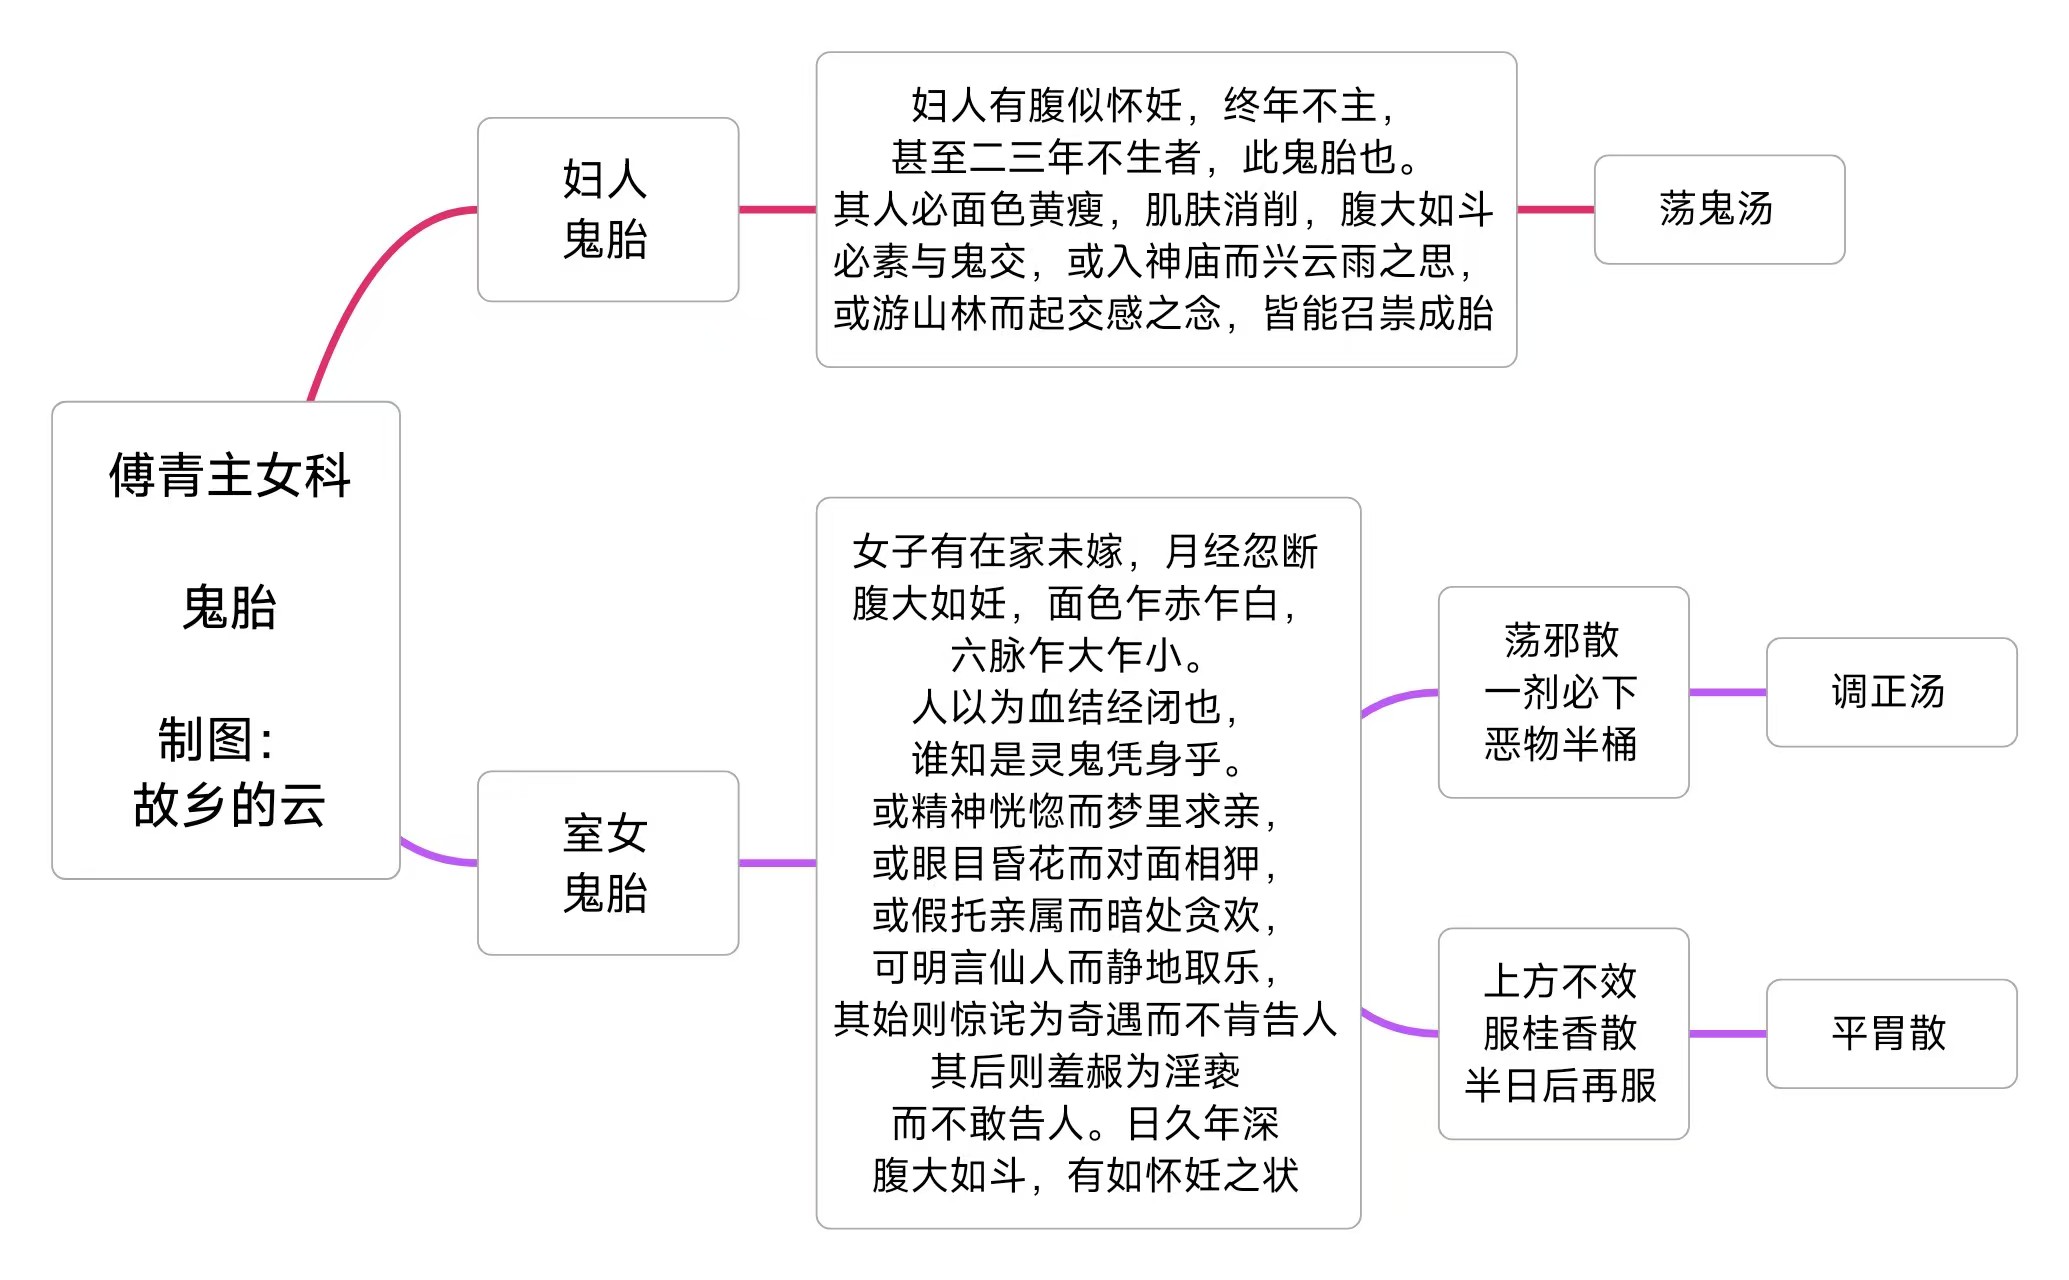 傅青主女科
鬼胎
制图：
故乡的云
妇人
鬼胎
妇人有腹似怀妊，终年不主，
甚至二三年不生者，此鬼胎也。
其人必面色黄瘦，肌肤消削，腹大如斗
必素与鬼交，或入神庙而兴云雨之思，
或游山林而起交感之念，皆能召祟成胎
荡鬼汤
室女
鬼胎
女子有在家未嫁，月经忽断
腹大如妊，面色乍赤乍白，
六脉乍大乍小。
人以为血结经闭也，
谁知是灵鬼凭身乎。
或精神恍惚而梦里求亲，
或眼目昏花而对面相狎，
或假托亲属而暗处贪欢，
可明言仙人而静地取乐，
其始则惊诧为奇遇而不肯告人
其后则羞赧为淫亵
而不敢告人。日久年深
腹大如斗，有如怀妊之状
荡邪散
一剂必下
恶物半桶
调正汤
上方不效
服桂香散
半日后再服
平胃散